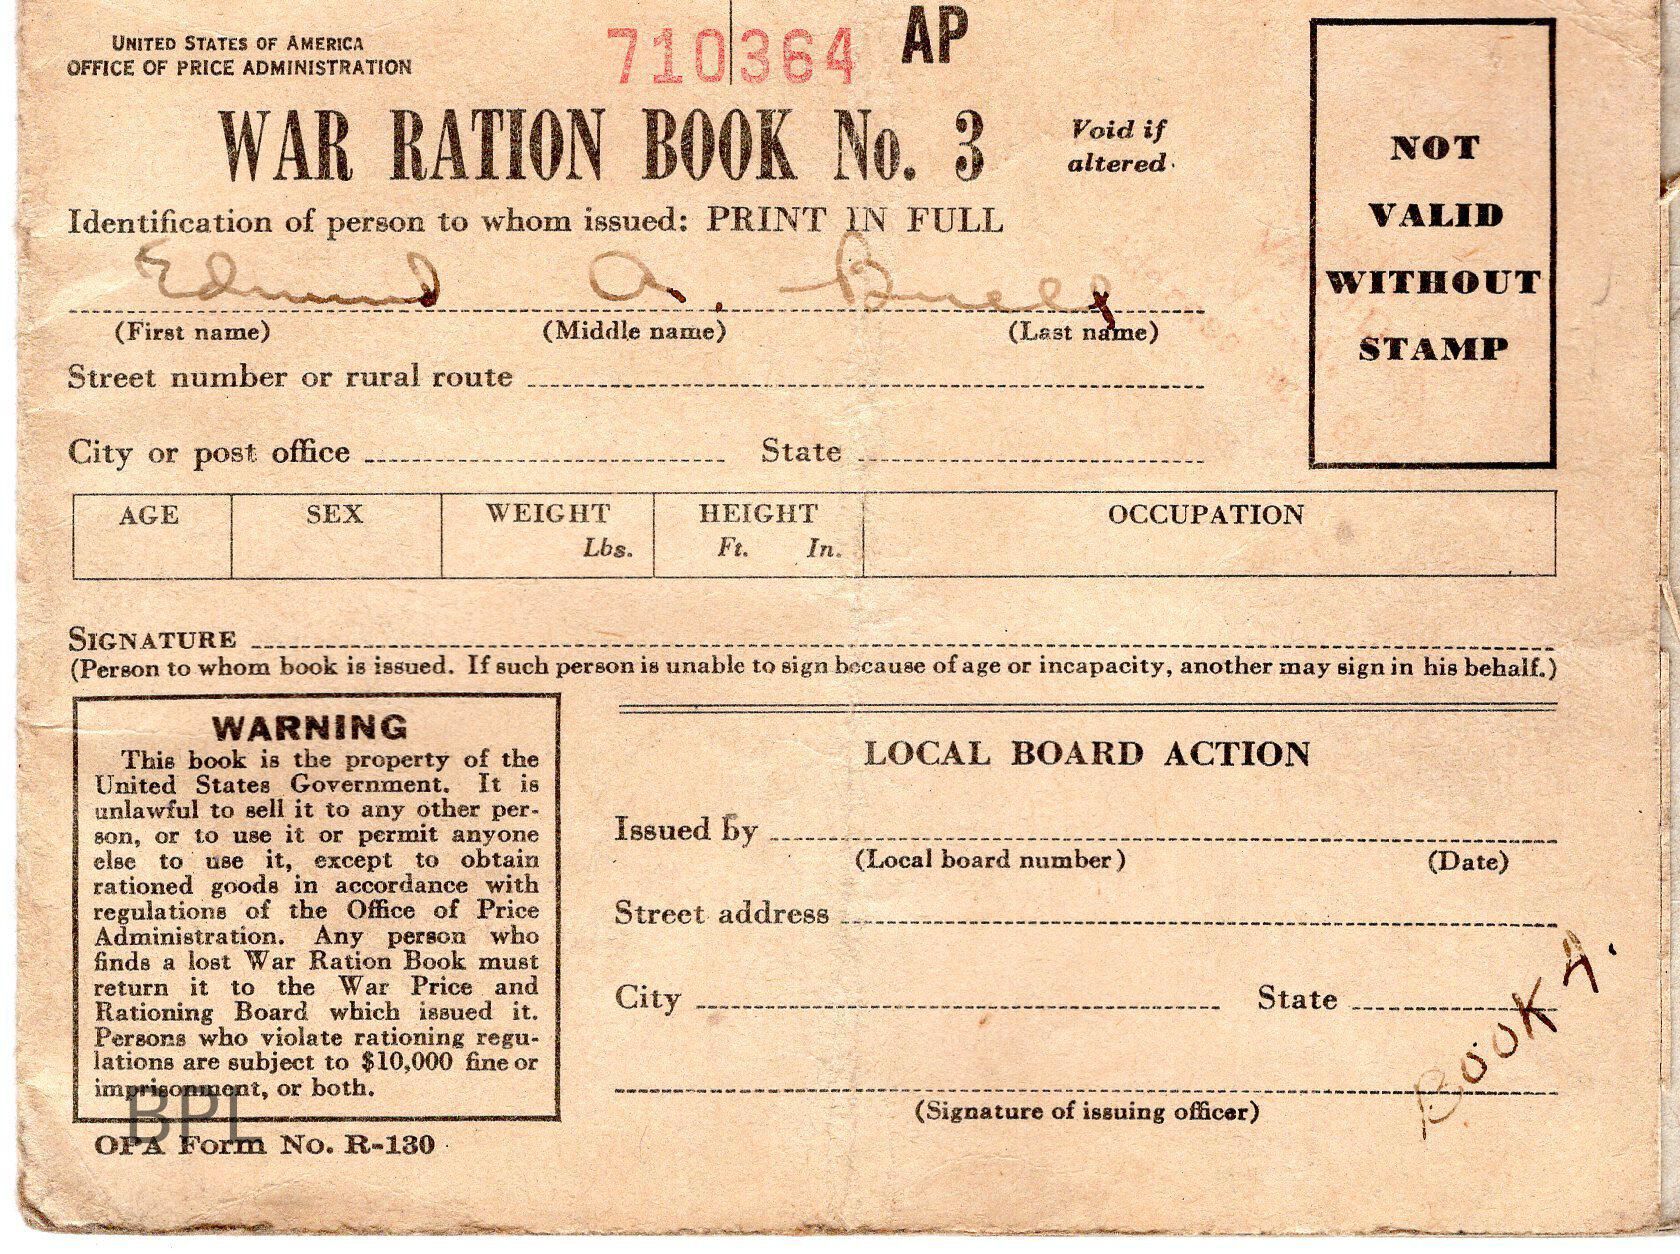 UNITED STATES OF AMERICA
OFFICE OF PRICE ADMINISTRATION
710364 AP
WAR RATION BOOK No. 3
Void if
altered.
Identification of person to whom issued: PRINT IN FULL
Edmund A. Buell
(First name) (Middle name) (Last name)
Street number or rural route
City or post office State
NOT
VALID
WITHOUT
STAMP
AGE SEX WEIGHT HEIGHT OCCUPATION
Lbs. Ft. In.
SIGNATURE
(Person to whom book is issued. If such person is unable to sign because of age or incapacity, another may sign in his behalf.)
WARNING
This book is the property of the
United States Government. It is
unlawful to sell it to any other per-
son, or to use it or permit anyone
else to use it, except to obtain
rationed goods in accordance with
regulations of the Office of Price
Administration. Any person who
finds a lost War Ration Book must
return it to the War Price and
Rationing Board which issued it.
Persons who violate rationing regu-
lations are subject to $10,000 fine or
imprisonment, or both.
BPL
OPA Form No. R-130
LOCAL BOARD ACTION
Issued by
(Local board number) (Date)
Street address
City State
(Signature of issuing officer)
BOOK A.